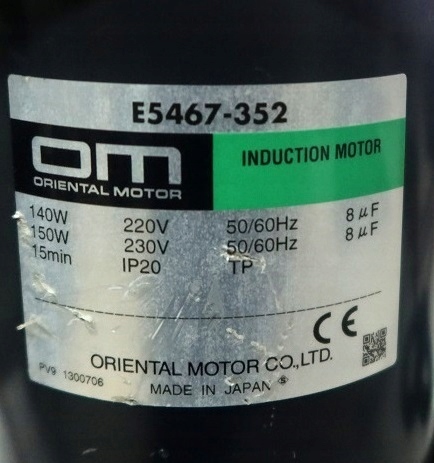 E5467-352
OM
ORIENTAL MOTOR
INDUCTION MOTOR
140W 220V 50/60Hz 8μF
150W 230V 50/60Hz 8μF
15min IP20 TP
CE
ORIENTAL MOTOR CO.,LTD.
PV9 1300706 MADE IN JAPAN Ⓢ